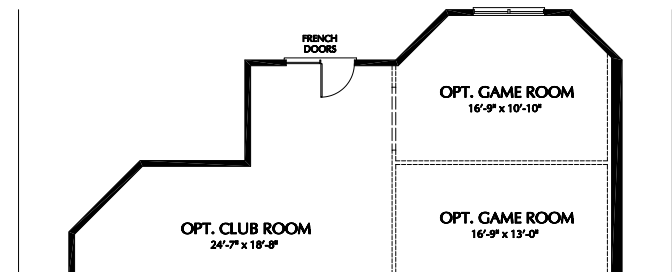 FRENCH
DOORS
OPT. GAME ROOM
16'-9" x 10'-10"
OPT. CLUB ROOM
24'-7" x 18'-8"
OPT. GAME ROOM
16'-9" x 13'-0"